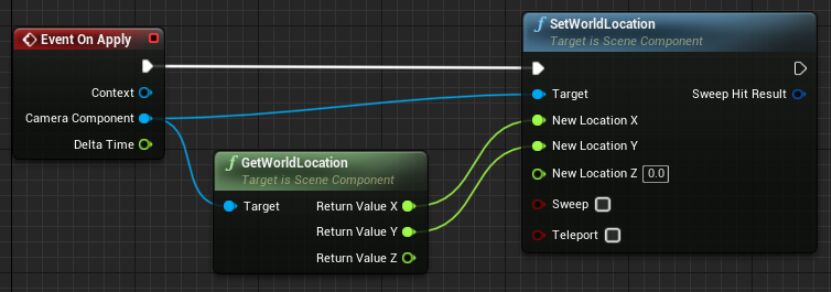 Event On Apply
Context
Camera Component
Delta Time
GetWorldLocation
Target is Scene Component
Target Return Value X
Return Value Y
Return Value Z
SetWorldLocation
Target is Scene Component
Target Sweep Hit Result
New Location X
New Location Y
New Location Z 0.0
Sweep
Teleport